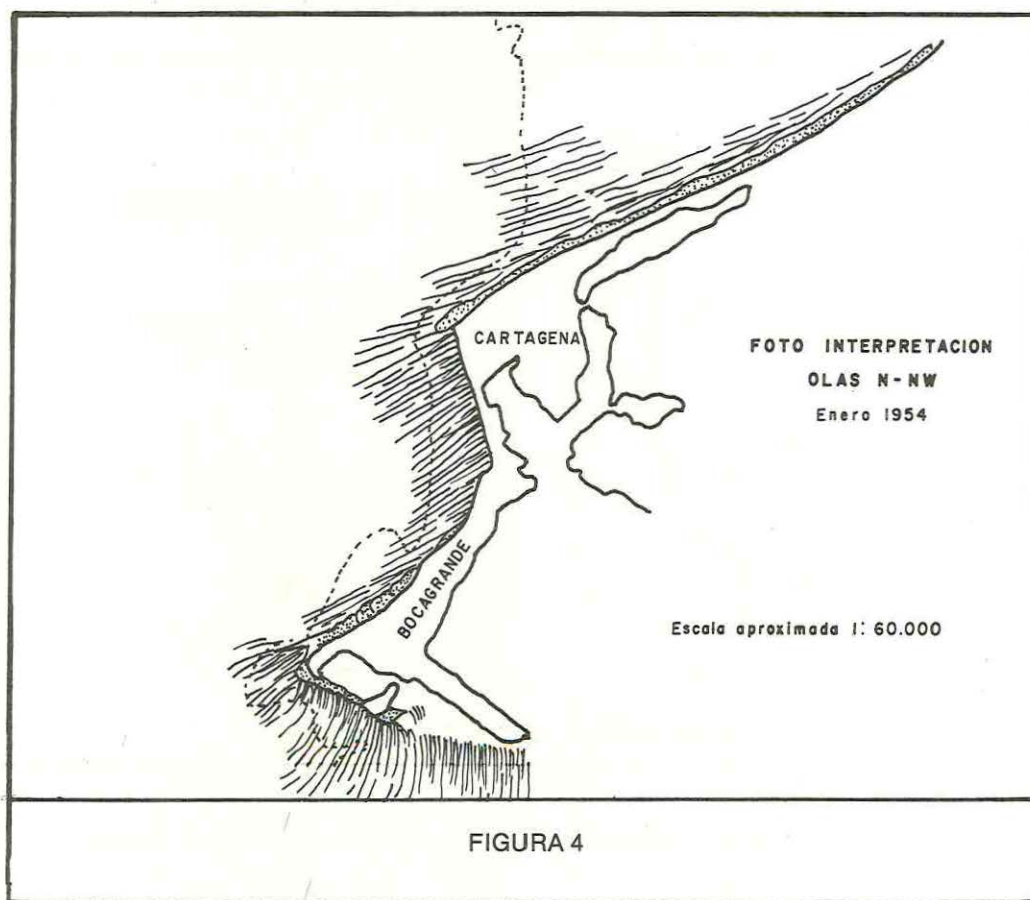 CARTAGENA
FOTO INTERPRETACION
OLAS N-NW
Enero 1954
BOCAGRANDE
Escala aproximada 1: 60.000
FIGURA 4